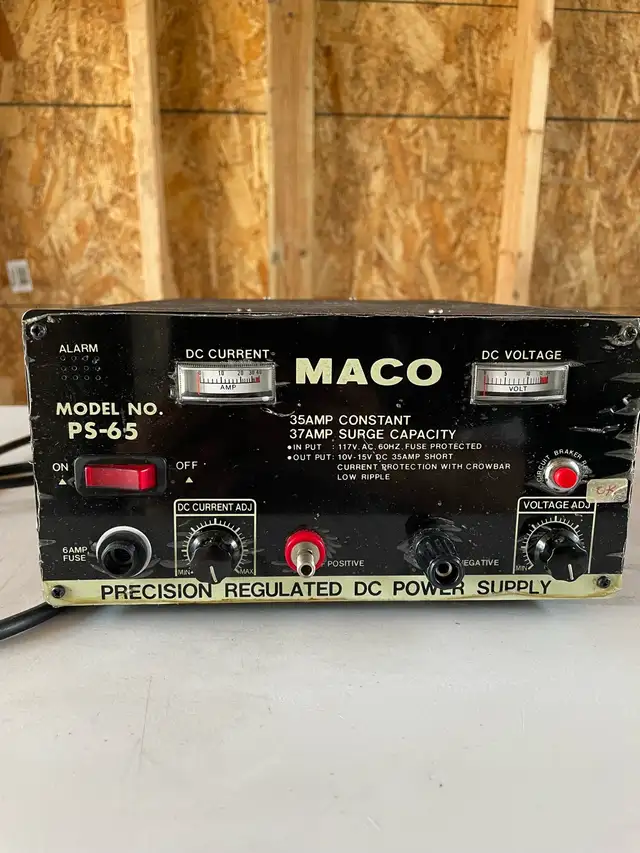 ALARM
MODEL NO.
PS-65
DC CURRENT
AMP
MACO
35AMP CONSTANT
37AMP SURGE CAPACITY
•IN PUT : 117V. AC, 60HZ, FUSE PROTECTED
•OUT PUT: 10V-15V DC 35AMP SHORT
CURRENT PROTECTION WITH CROWBAR
LOW RIPPLE
DC VOLTAGE
VOLT
ON
OFF
CIRCUIT BRAKER
OK
6AMP
FUSE
DC CURRENT ADJ
MIN
MAX
POSITIVE
NEGATIVE
VOLTAGE ADJ
MIN
PRECISION REGULATED DC POWER SUPPLY